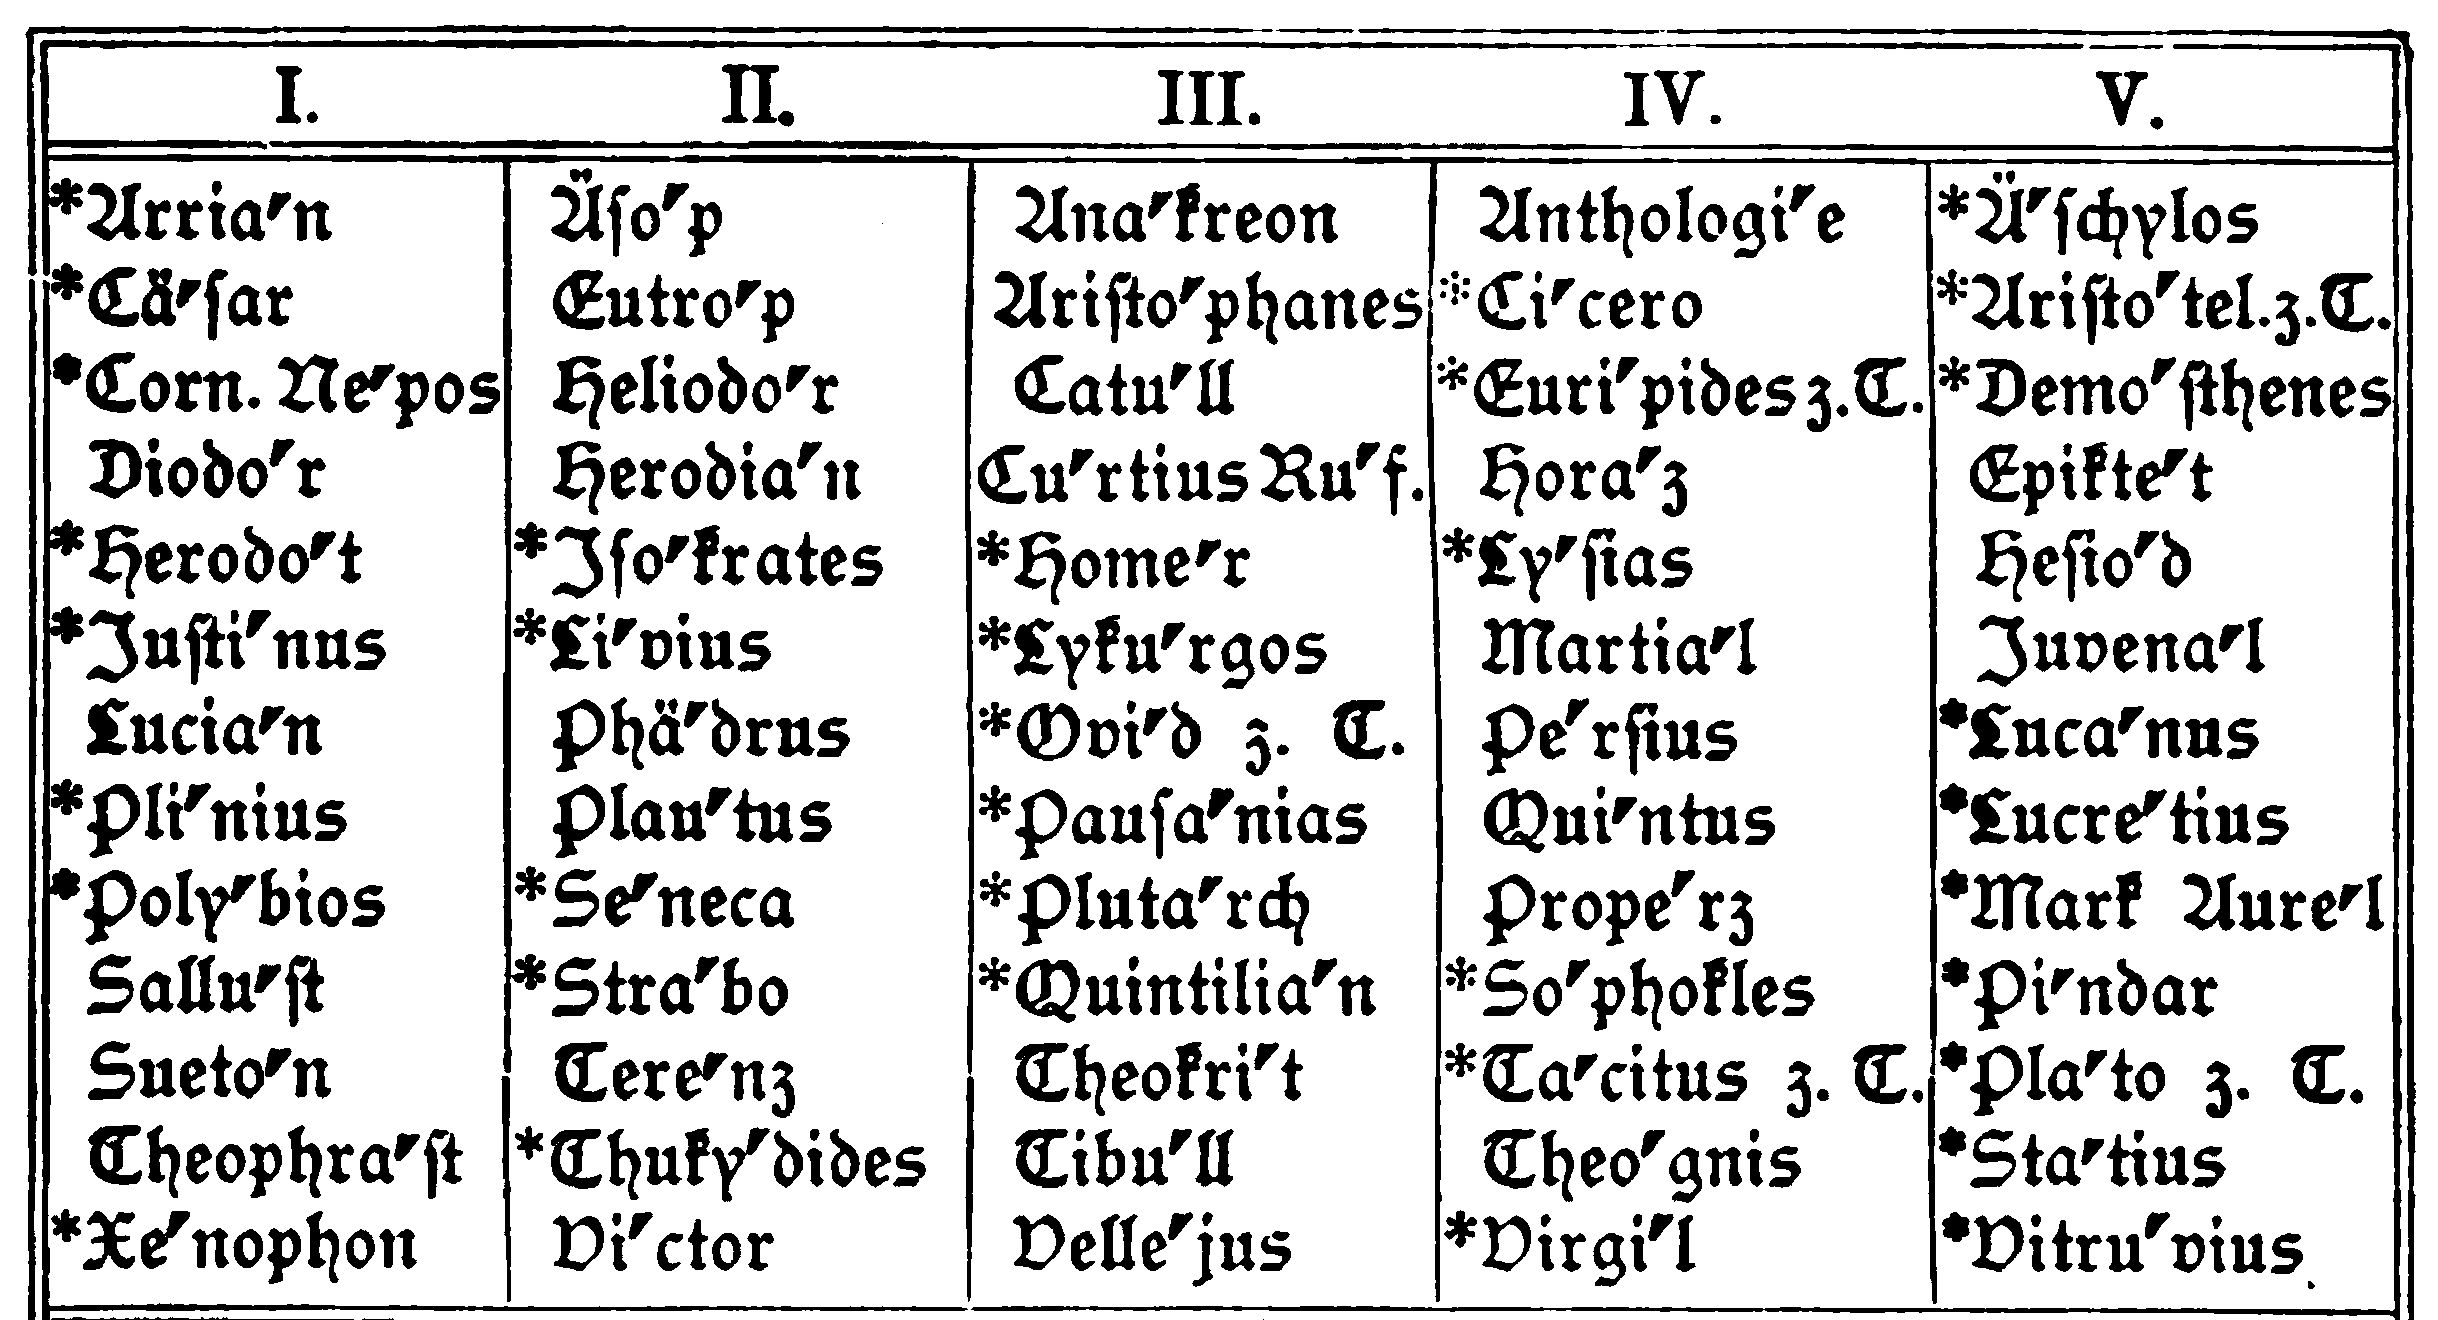 I. II. III. IV. V.
*Arria′n Äſo′p Ana′kreon Anthologi′e *Ä′ſchylos
*Cä′ſar Eutro′p Ariſto′phanes *Ci′cero *Ariſto′tel. z. T.
*Corn. Ne′pos Heliodo′r Catu′ll *Euri′pides z. T. *Demo′ſthenes
Diodo′r Herodia′n Cu′rtius Ru′f. Hora′z Epikte′t
*Herodo′t *Iſo′krates *Home′r *Ly′ſias Heſio′d
*Juſti′nus *Li′vius *Lyku′rgos Martia′l Juvena′l
Lucia′n Phä′drus *Ovi′d z. T. Pe′rſius *Luca′nus
*Pli′nius Plau′tus *Pauſa′nias Qui′ntus *Lucre′tius
*Poly′bios *Se′neca *Pluta′rch Prope′rz *Mark Aure′l
Sallu′ſt *Stra′bo *Quintilia′n *So′phokles *Pi′ndar
Sueto′n Tere′nz Theokri′t *Ta′citus z. T. *Pla′to z. T.
Theophra′ſt *Thuky′dides Tibu′ll Theo′gnis *Sta′tius
*Xe′nophon Vi′ctor Velle′jus *Virgi′l *Vitru′vius